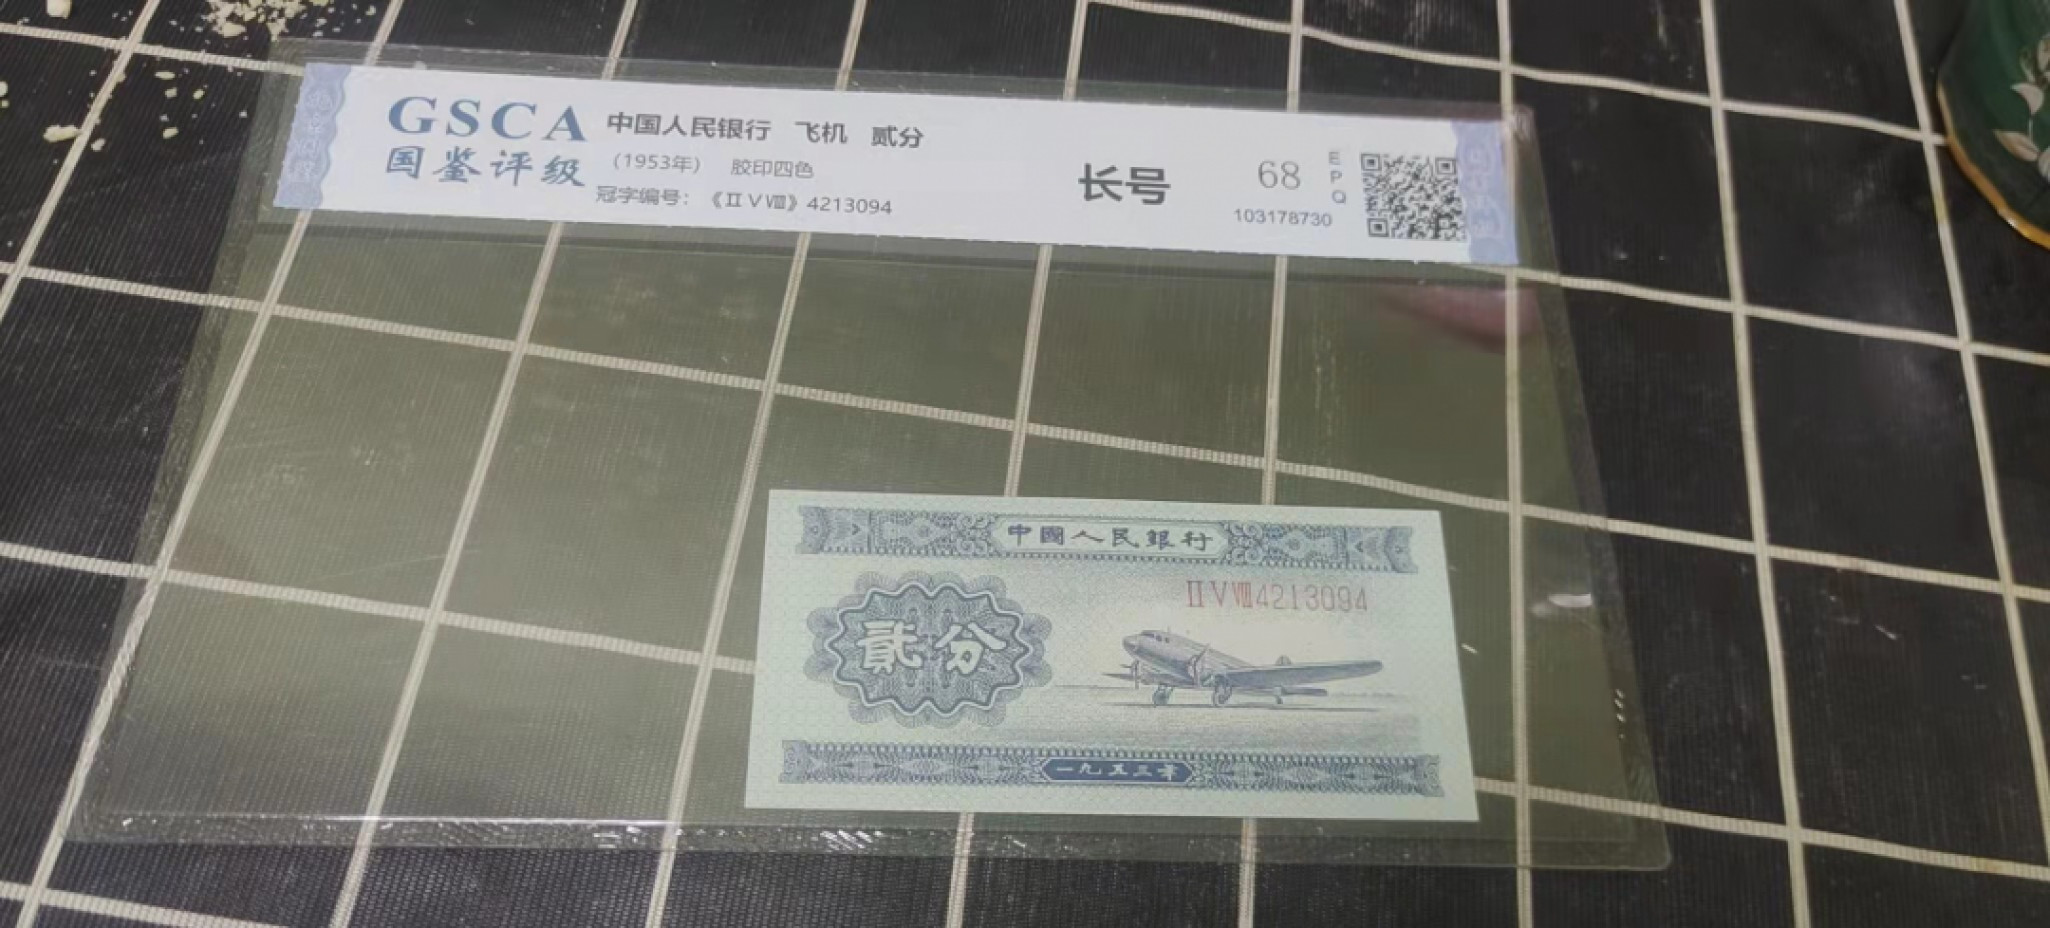 GSCA 中国人民银行 飞机 贰分
国鉴评级 (1953年) 胶印四色
冠字编号：《ⅡⅤⅧ》4213094
长号
68 EPQ
103178730
中國人民銀行
ⅡⅤⅧ4213094
貳分
一九五三年